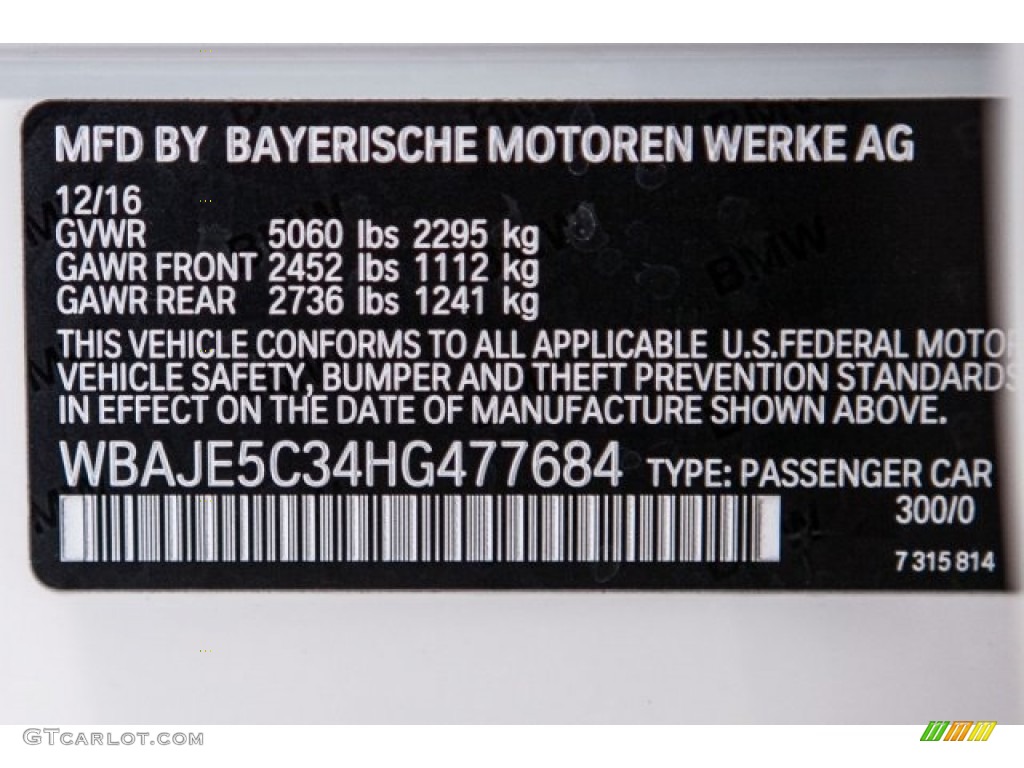 MFD BY BAYERISCHE MOTOREN WERKE AG
12/16
GVWR 5060 lbs 2295 kg
GAWR FRONT 2452 lbs 1112 kg
GAWR REAR 2736 lbs 1241 kg
THIS VEHICLE CONFORMS TO ALL APPLICABLE U.S.FEDERAL MOTOR
VEHICLE SAFETY, BUMPER AND THEFT PREVENTION STANDARDS
IN EFFECT ON THE DATE OF MANUFACTURE SHOWN ABOVE.
WBAJE5C34HG477684 TYPE: PASSENGER CAR
300/0
7 315 814
BMW
GTCARLOT.COM